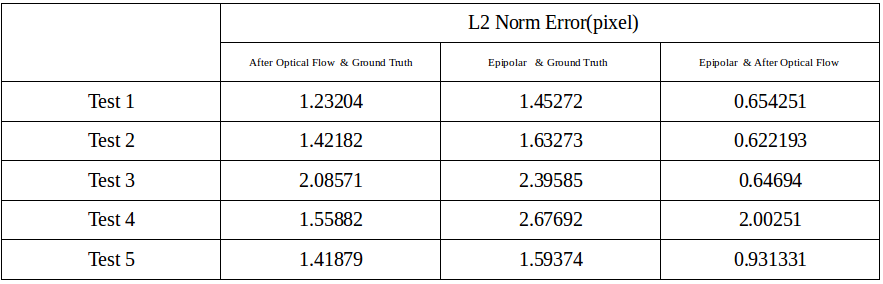 L2 Norm Error(pixel)
After Optical Flow & Ground Truth Epipolar & Ground Truth Epipolar & After Optical Flow
Test 1 1.23204 1.45272 0.654251
Test 2 1.42182 1.63273 0.622193
Test 3 2.08571 2.39585 0.64694
Test 4 1.55882 2.67692 2.00251
Test 5 1.41879 1.59374 0.931331